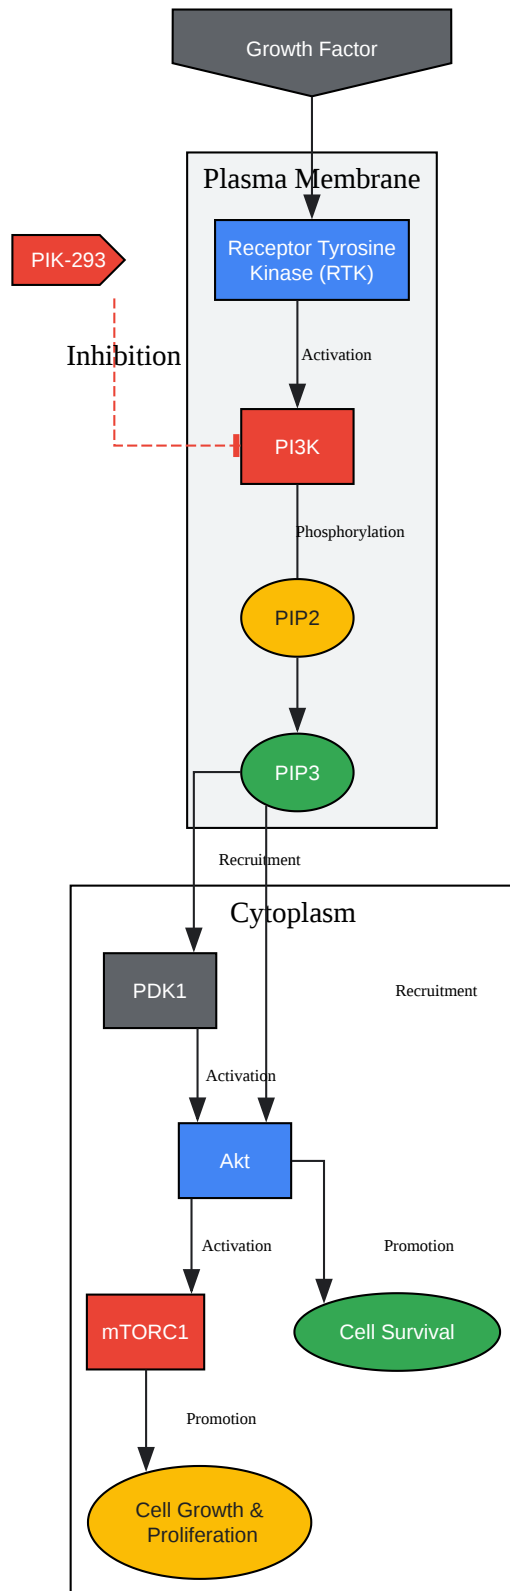 Growth Factor
Plasma Membrane
Receptor Tyrosine
Kinase (RTK)
PIK-293
Inhibition
Activation
PI3K
Phosphorylation
PIP2
PIP3
Recruitment
Cytoplasm
PDK1
Recruitment
Activation
Akt
Activation
Promotion
mTORC1
Cell Survival
Promotion
Cell Growth &
Proliferation